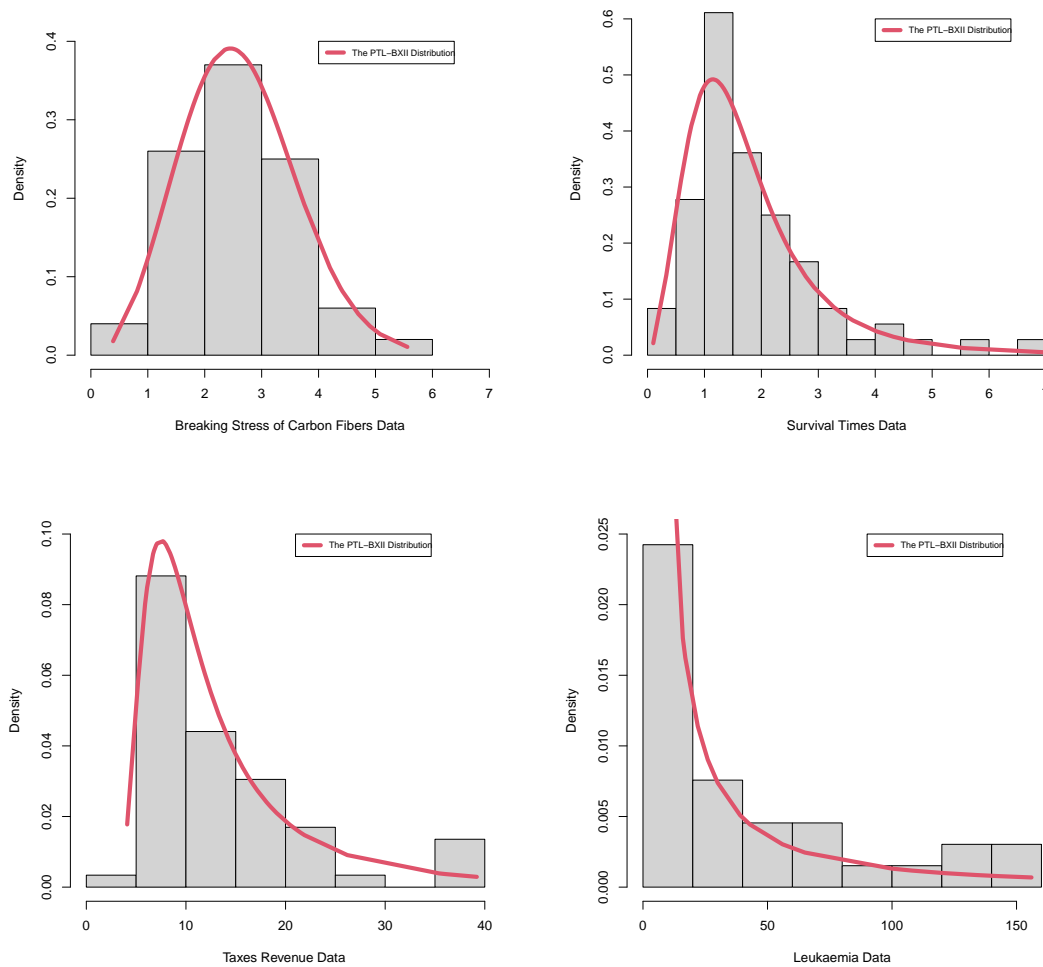 The PTL–BXII Distribution
Density
0.0
0.1
0.2
0.3
0.4
0 1 2 3 4 5 6 7
Breaking Stress of Carbon Fibers Data
The PTL–BXII Distribution
Density
0.0
0.1
0.2
0.3
0.4
0.5
0.6
0 1 2 3 4 5 6
Survival Times Data
The PTL–BXII Distribution
Density
0.00
0.02
0.04
0.06
0.08
0.10
0 10 20 30 40
Taxes Revenue Data
The PTL–BXII Distribution
Density
0.000
0.005
0.010
0.015
0.020
0.025
0 50 100 150
Leukaemia Data